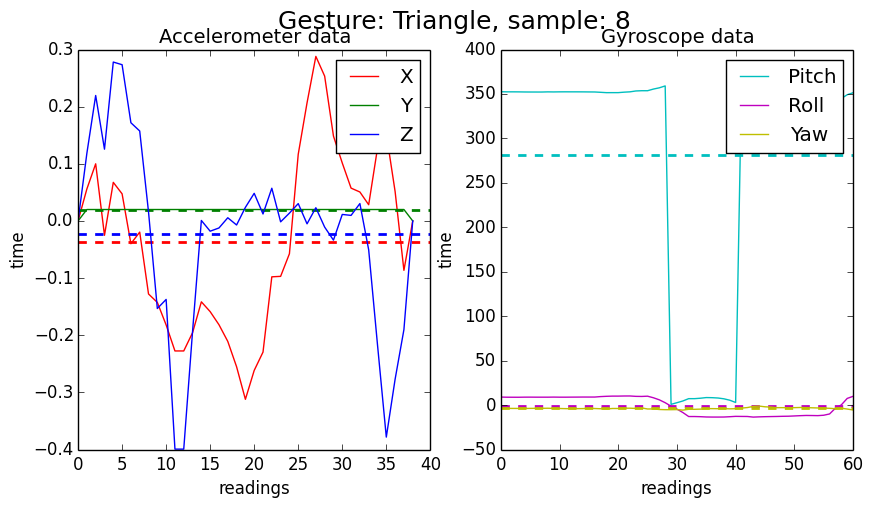 Gesture: Triangle, sample: 8
Accelerometer data
0.3
0.2
0.1
0.0
−0.1
−0.2
−0.3
−0.4
time
0 5 10 15 20 25 30 35 40
readings
X
Y
Z
Gyroscope data
400
350
300
250
200
150
100
50
0
−50
time
0 10 20 30 40 50 60
readings
Pitch
Roll
Yaw